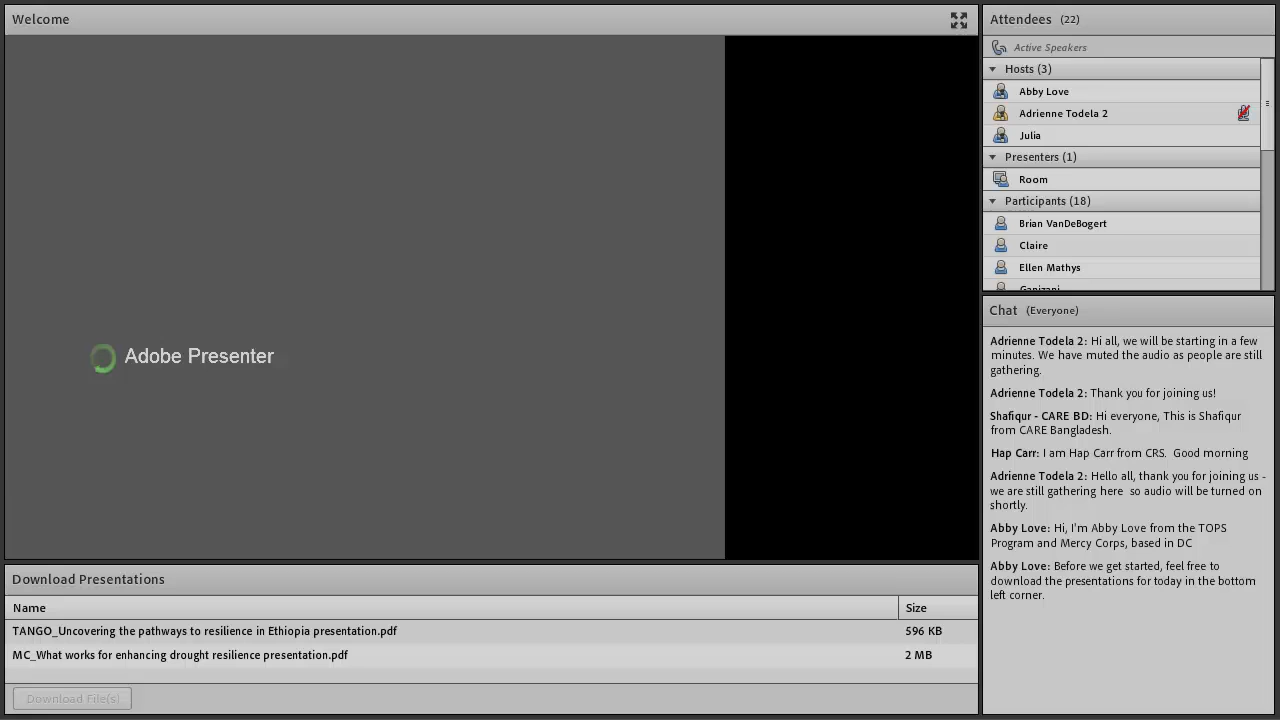 Welcome
Adobe Presenter
Download Presentations
Name Size
TANGO_Uncovering the pathways to resilience in Ethiopia presentation.pdf 596 KB
MC_What works for enhancing drought resilience presentation.pdf 2 MB
Download File(s)
Attendees (22)
Active Speakers
Hosts (3)
Abby Love
Adrienne Todela 2
Julia
Presenters (1)
Room
Participants (18)
Brian VanDeBogert
Claire
Ellen Mathys
Chat (Everyone)
Adrienne Todela 2: Hi all, we will be starting in a few
minutes. We have muted the audio as people are still
gathering.
Adrienne Todela 2: Thank you for joining us!
Shafiqur - CARE BD: Hi everyone, This is Shafiqur
from CARE Bangladesh.
Hap Carr: I am Hap Carr from CRS.  Good morning
Adrienne Todela 2: Hello all, thank you for joining us -
we are still gathering here  so audio will be turned on
shortly.
Abby Love: Hi, I'm Abby Love from the TOPS
Program and Mercy Corps, based in DC
Abby Love: Before we get started, feel free to
download the presentations for today in the bottom
left corner.